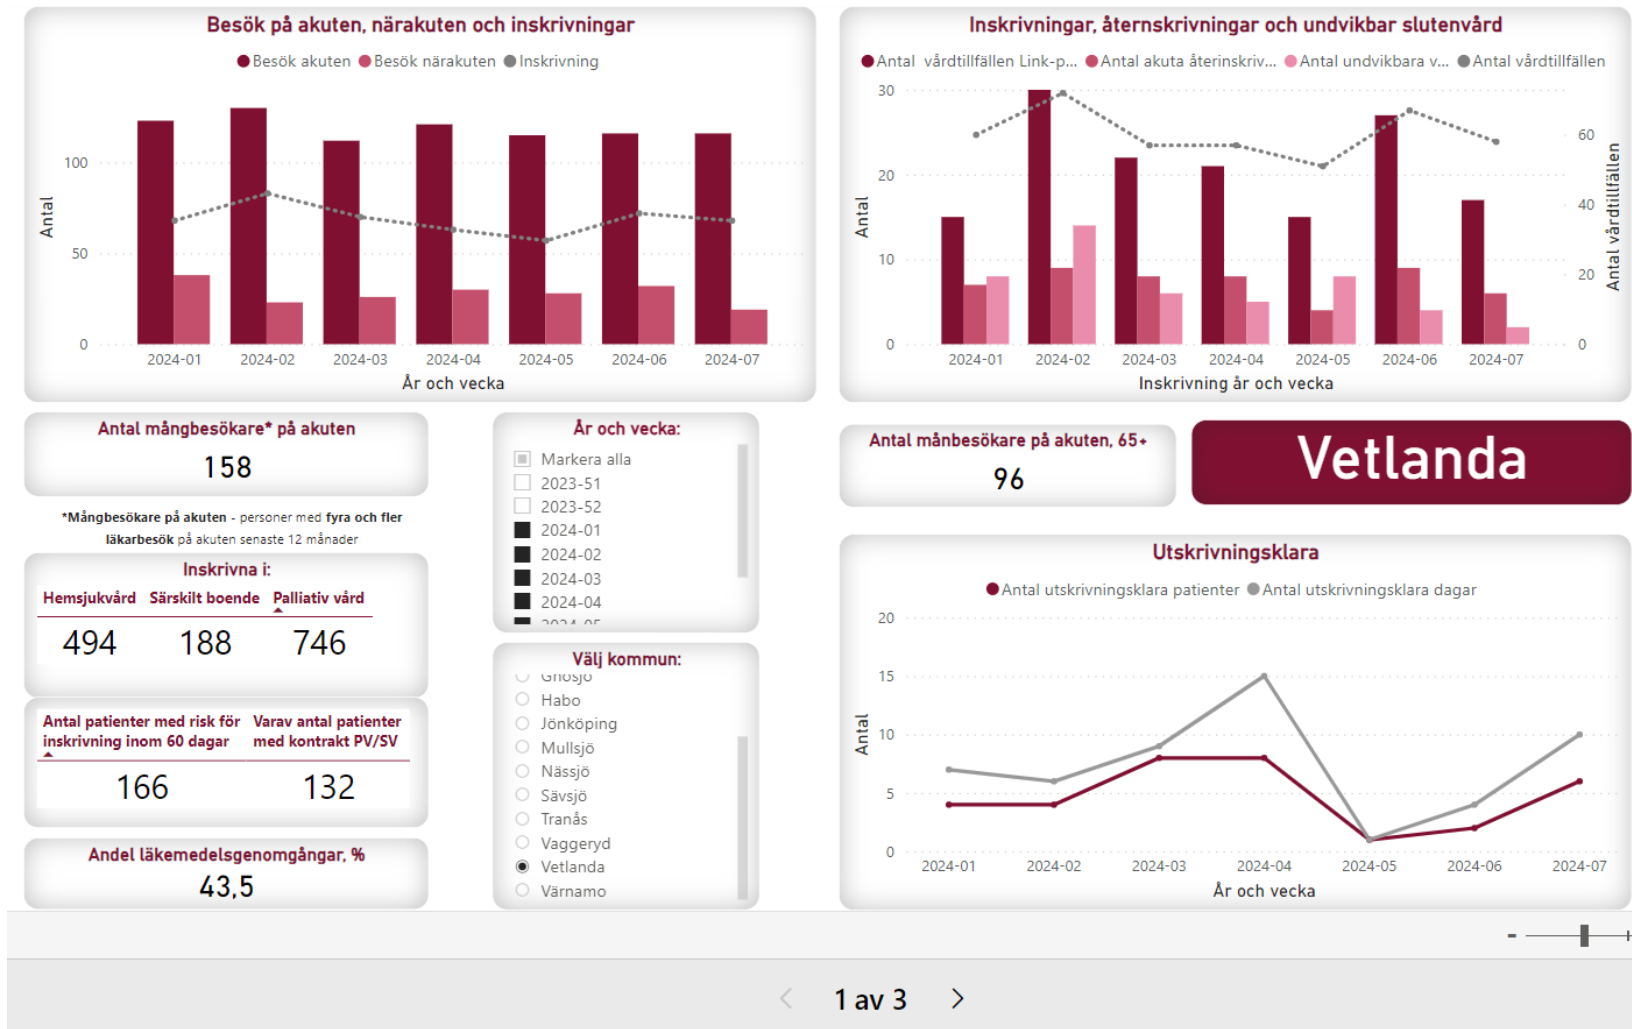 Besök på akuten, närakuten och inskrivningar
Besök akuten Besök närakuten Inskrivning
Antal
100
50
0
2024-01 2024-02 2024-03 2024-04 2024-05 2024-06 2024-07
År och vecka
Inskrivningar, åternskrivningar och undvikbar slutenvård
Antal vårdtillfällen Link-p... Antal akuta återinskriv... Antal undvikbara v... Antal vårdtillfällen
Antal
30
20
10
0
60
40
20
0
Antal vårdtillfällen
2024-01 2024-02 2024-03 2024-04 2024-05 2024-06 2024-07
Inskrivning år och vecka
Antal mångbesökare* på akuten
158
*Mångbesökare på akuten - personer med fyra och fler
läkarbesök på akuten senaste 12 månader
Inskrivna i:
Hemsjukvård Särskilt boende Palliativ vård
494 188 746
Antal patienter med risk för
inskrivning inom 60 dagar
Varav antal patienter
med kontrakt PV/SV
166 132
Andel läkemedelsgenomgångar, %
43,5
År och vecka:
Markera alla
2023-51
2023-52
2024-01
2024-02
2024-03
2024-04
2024-05
Välj kommun:
Gnosjö
Habo
Jönköping
Mullsjö
Nässjö
Sävsjö
Tranås
Vaggeryd
Vetlanda
Värnamo
Antal månbesökare på akuten, 65+
96
Vetlanda
Utskrivningsklara
Antal utskrivningsklara patienter Antal utskrivningsklara dagar
Antal
20
15
10
5
0
2024-01 2024-02 2024-03 2024-04 2024-05 2024-06 2024-07
År och vecka
1 av 3